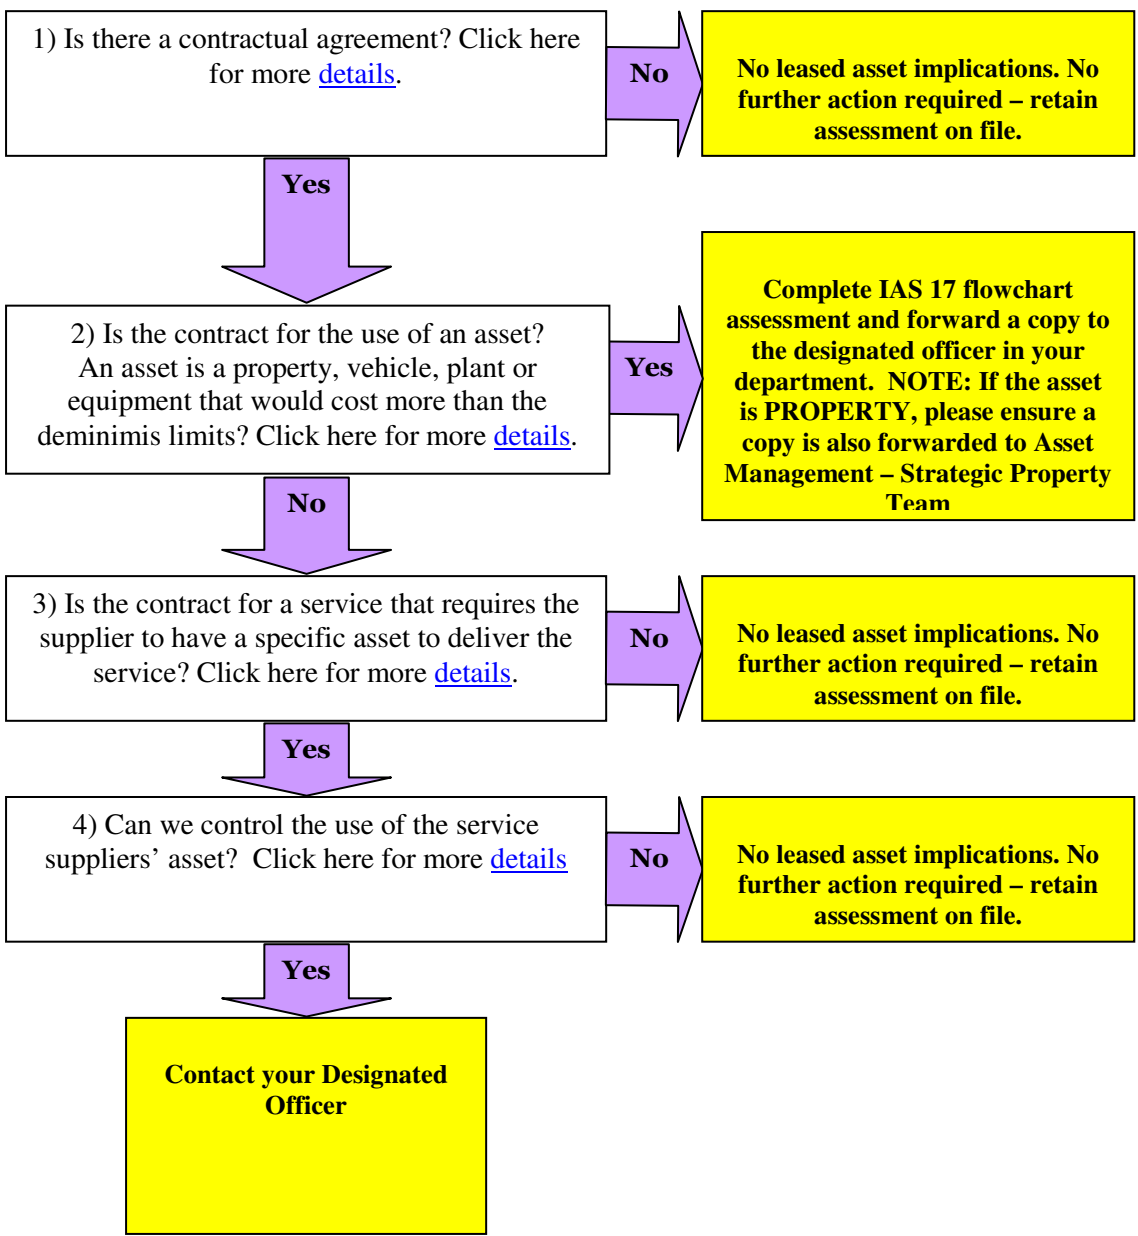 1) Is there a contractual agreement? Click here
for more details.
No
No leased asset implications. No
further action required – retain
assessment on file.
Yes
2) Is the contract for the use of an asset?
An asset is a property, vehicle, plant or
equipment that would cost more than the
deminimis limits? Click here for more details.
Yes
Complete IAS 17 flowchart
assessment and forward a copy to
the designated officer in your
department.  NOTE: If the asset
is PROPERTY, please ensure a
copy is also forwarded to Asset
Management – Strategic Property
Team
No
3) Is the contract for a service that requires the
supplier to have a specific asset to deliver the
service? Click here for more details.
No
No leased asset implications. No
further action required – retain
assessment on file.
Yes
4) Can we control the use of the service
suppliers’ asset?  Click here for more details
No
No leased asset implications. No
further action required – retain
assessment on file.
Yes
Contact your Designated
Officer